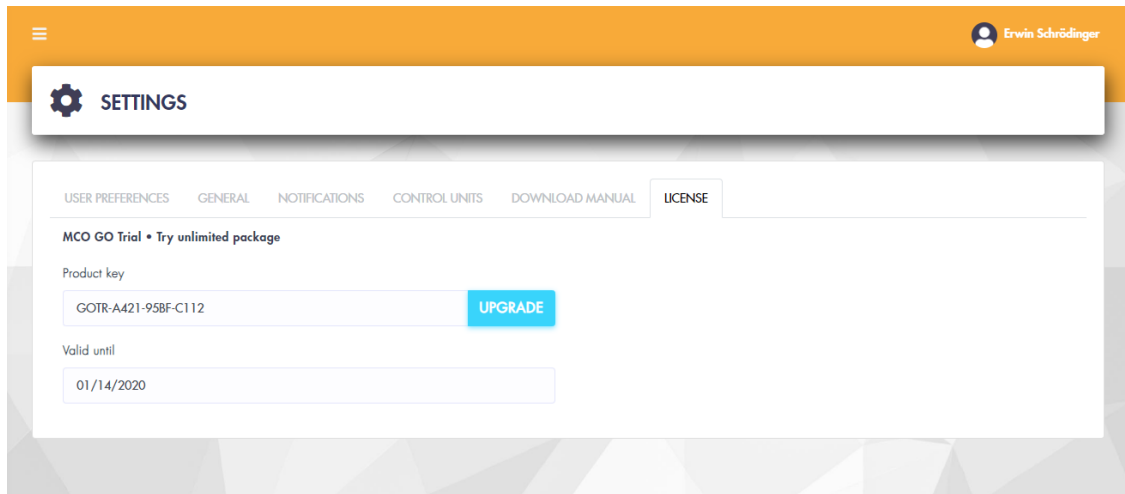 Erwin Schrödinger
SETTINGS
USER PREFERENCES GENERAL NOTIFICATIONS CONTROL UNITS DOWNLOAD MANUAL LICENSE
MCO GO Trial • Try unlimited package
Product key
GOTR-A421-95BF-C112 UPGRADE
Valid until
01/14/2020